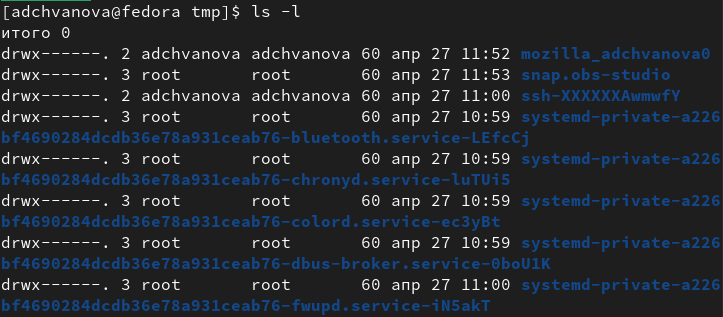 [adchvanova@fedora tmp]$ ls -l
итого 0
drwx------. 2 adchvanova adchvanova 60 апр 27 11:52 mozilla_adchvanova0
drwx------. 3 root       root       60 апр 27 11:53 snap.obs-studio
drwx------. 2 adchvanova adchvanova 60 апр 27 11:00 ssh-XXXXXXAwmwfY
drwx------. 3 root       root       60 апр 27 10:59 systemd-private-a226
bf4690284dcdb36e78a931ceab76-bluetooth.service-LEfcCj
drwx------. 3 root       root       60 апр 27 10:59 systemd-private-a226
bf4690284dcdb36e78a931ceab76-chronyd.service-luTUi5
drwx------. 3 root       root       60 апр 27 10:59 systemd-private-a226
bf4690284dcdb36e78a931ceab76-colord.service-ec3yBt
drwx------. 3 root       root       60 апр 27 10:59 systemd-private-a226
bf4690284dcdb36e78a931ceab76-dbus-broker.service-0boU1K
drwx------. 3 root       root       60 апр 27 11:00 systemd-private-a226
bf4690284dcdb36e78a931ceab76-fwupd.service-iN5akT